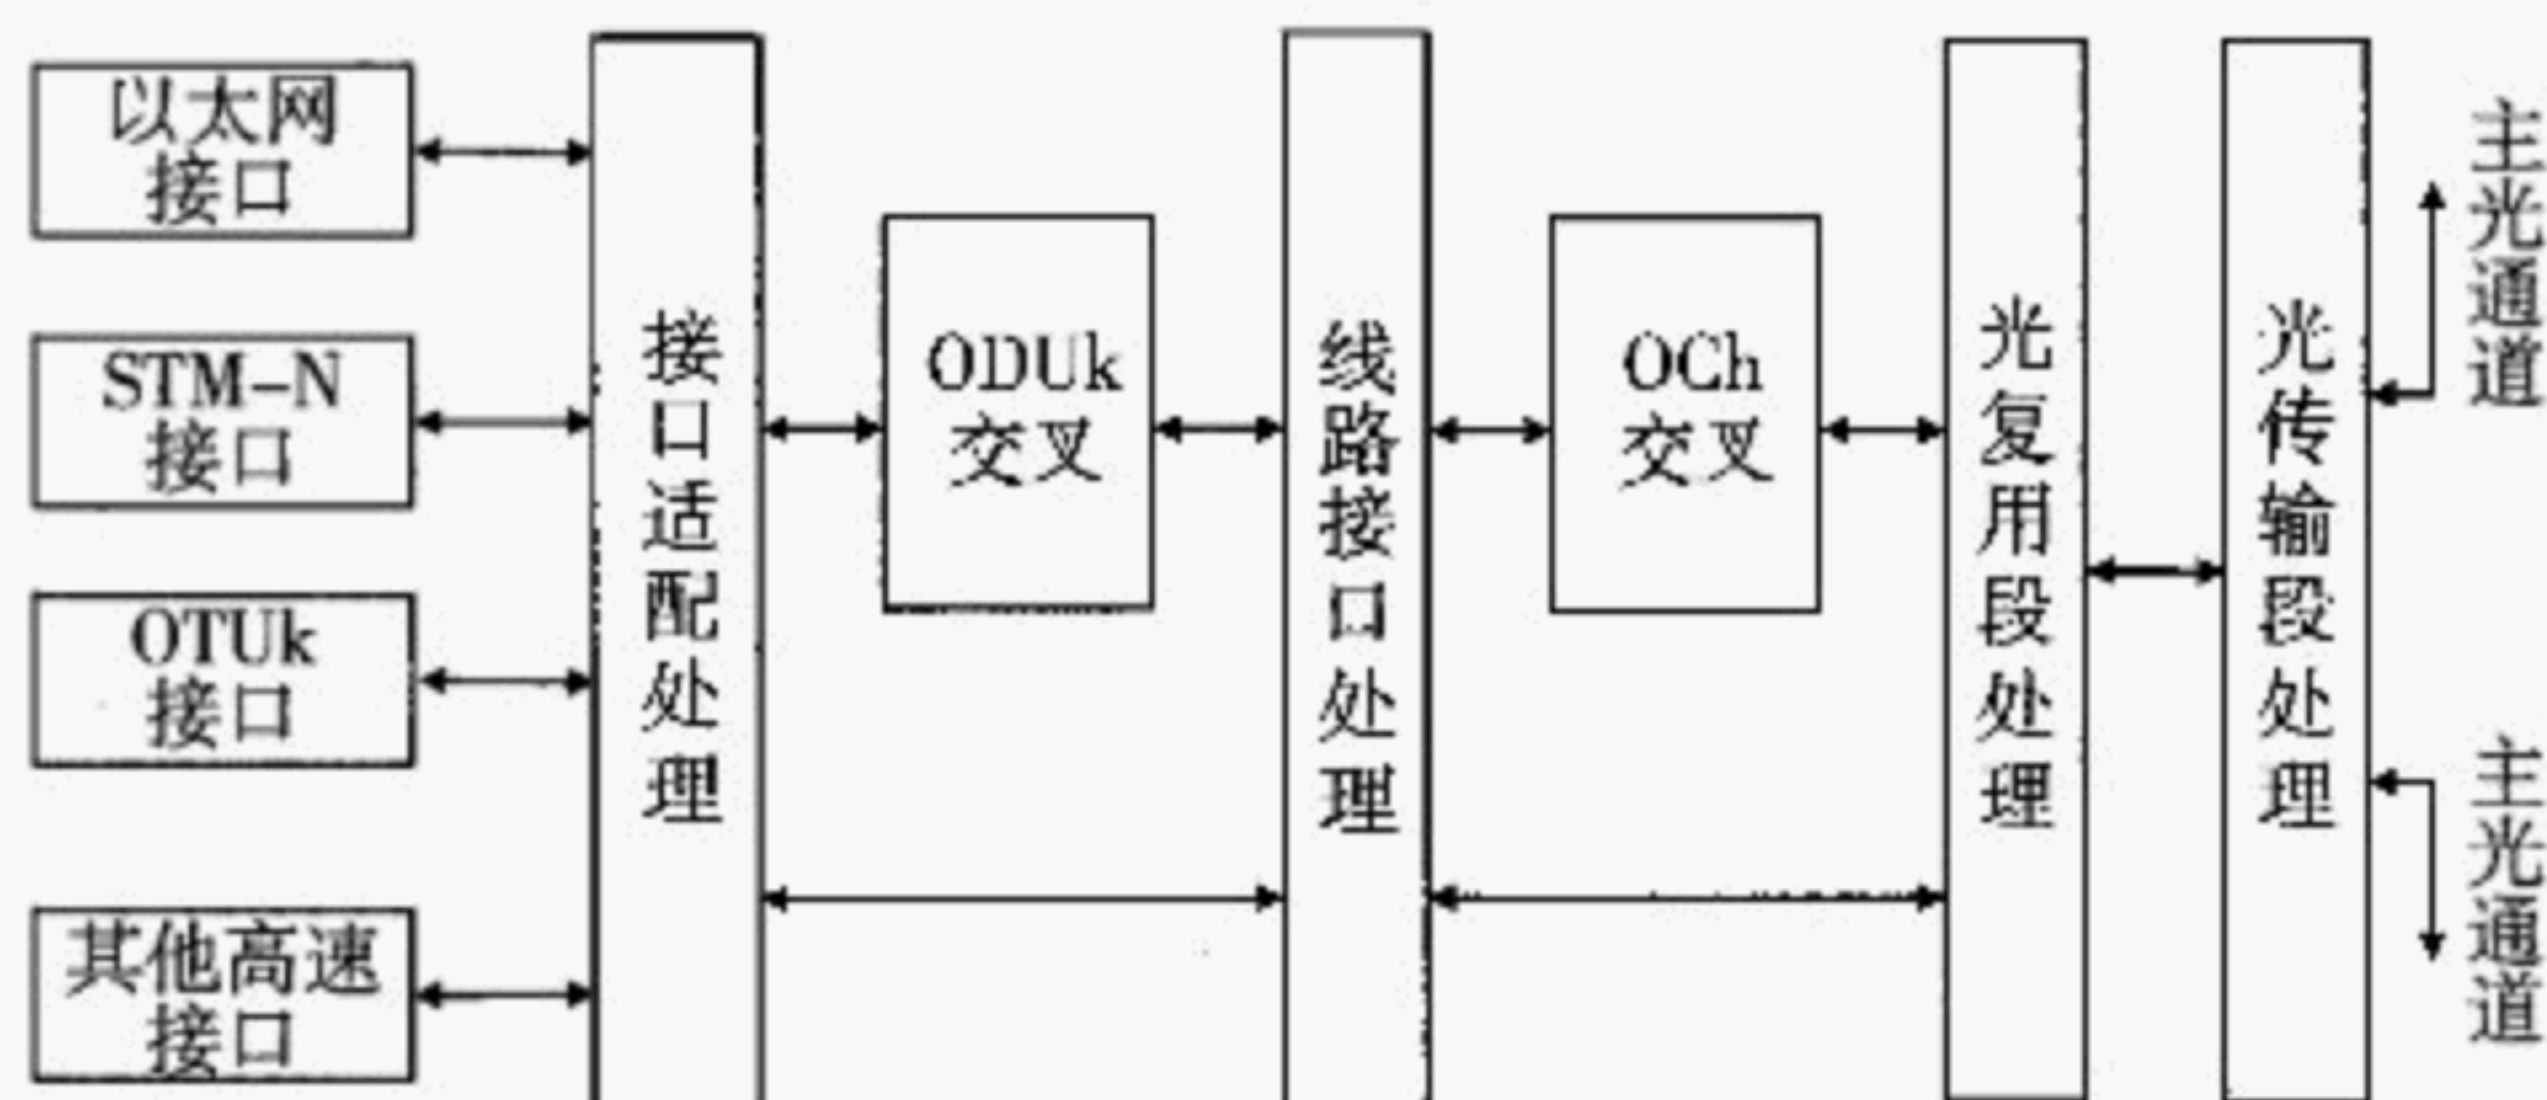 以太网
接口
STM-N
接口
OTUk
接口
其他高速
接口
接口适配处理
ODUk
交叉
线路接口处理
OCh
交叉
光复用段处理
光传输段处理
主光通道
主光通道